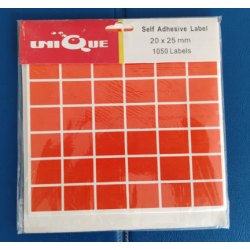 UNIQUE
Self Adhesive Label
20 x 25 mm
1050 Labels